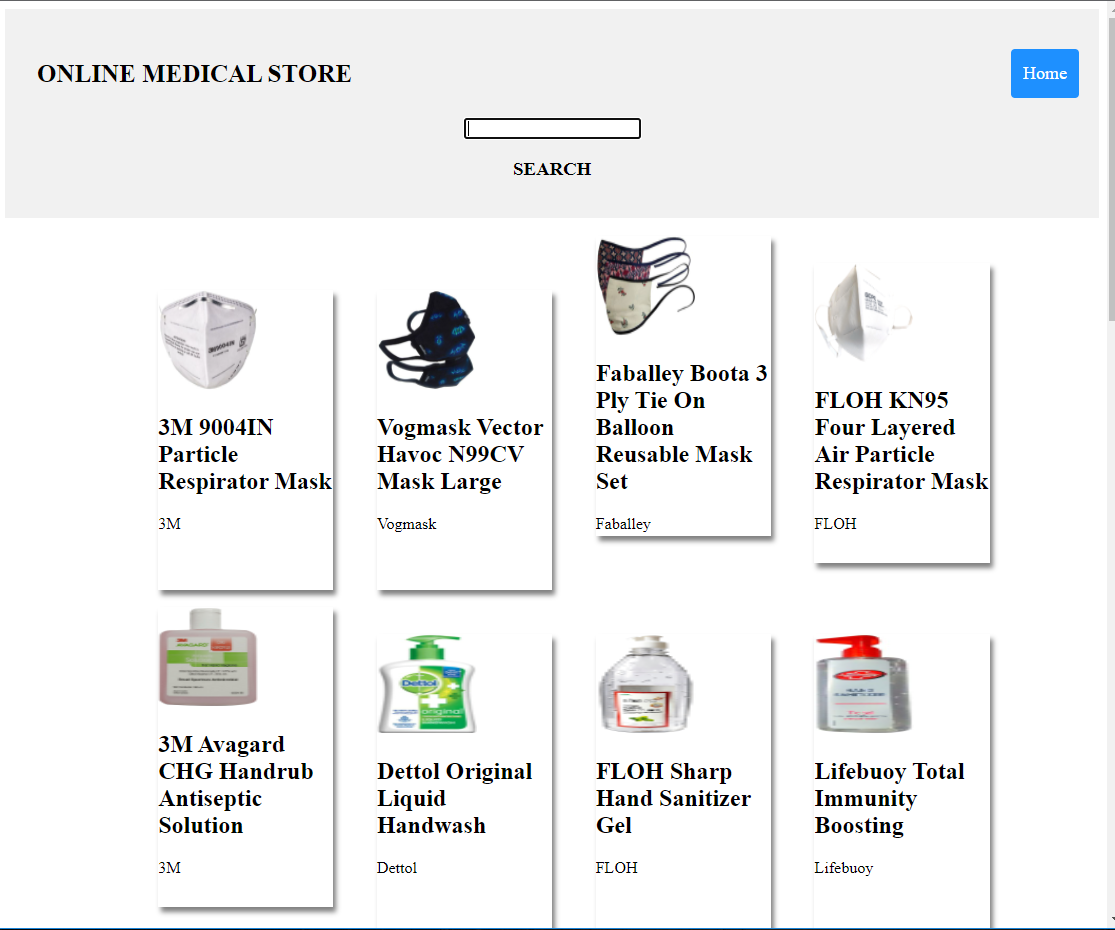 ONLINE MEDICAL STORE
Home
SEARCH
3M 9004IN
Particle
Respirator Mask
3M
Vogmask Vector
Havoc N99CV
Mask Large
Vogmask
Faballey Boota 3
Ply Tie On
Balloon
Reusable Mask
Set
Faballey
FLOH KN95
Four Layered
Air Particle
Respirator Mask
FLOH
3M Avagard
CHG Handrub
Antiseptic
Solution
3M
Dettol
original
Dettol Original
Liquid
Handwash
Dettol
FLOH Sharp
Hand Sanitizer
Gel
FLOH
Lifebuoy Total
Immunity
Boosting
Lifebuoy